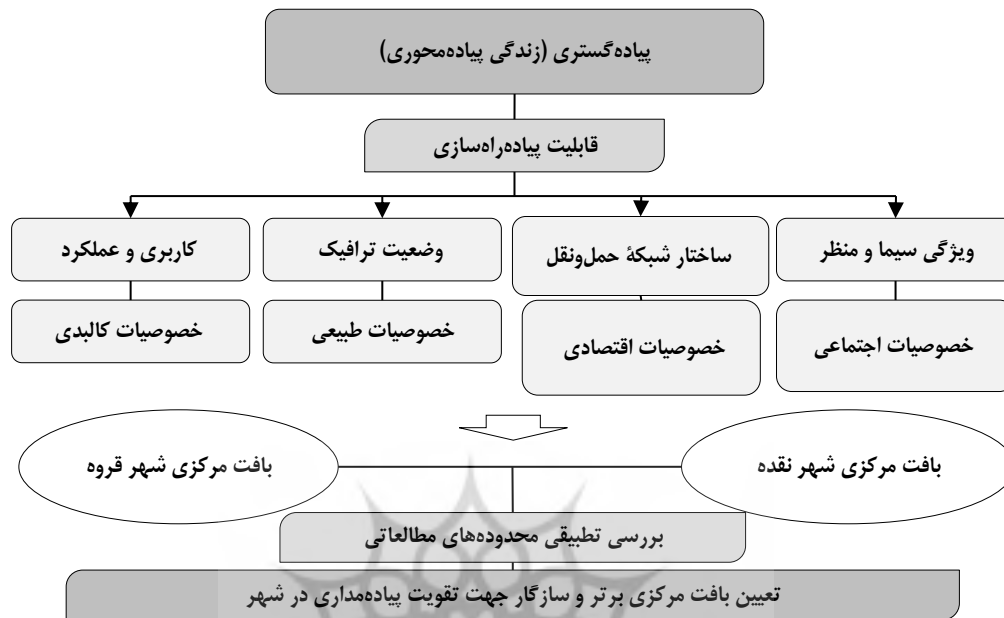 پیاده‌گستری (زندگی پیاده‌محوری)
قابلیت پیاده‌راه‌سازی
ویژگی سیما و منظر
ساختار شبکۀ حمل‌ونقل
وضعیت ترافیک
کاربری و عملکرد
خصوصیات اجتماعی
خصوصیات اقتصادی
خصوصیات طبیعی
خصوصیات کالبدی
بافت مرکزی شهر نقده
بافت مرکزی شهر قروه
بررسی تطبیقی محدوده‌های مطالعاتی
تعیین بافت مرکزی برتر و سازگار جهت تقویت پیاده‌مداری در شهر